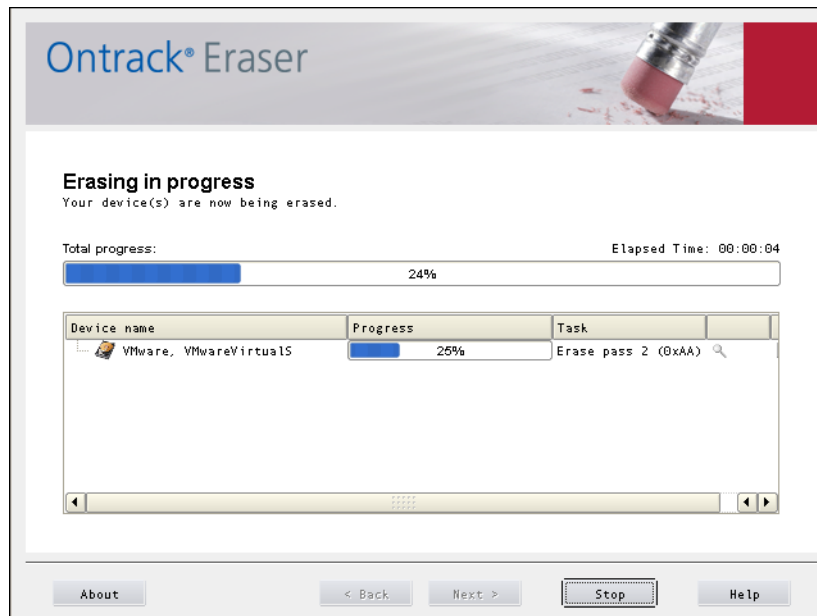 Ontrack® Eraser
Erasing in progress
Your device(s) are now being erased.
Total progress: Elapsed Time: 00:00:04
24%
Device name Progress Task
VMware, VMwareVirtualS 25% Erase pass 2 (0xAA)
About < Back Next > Stop Help